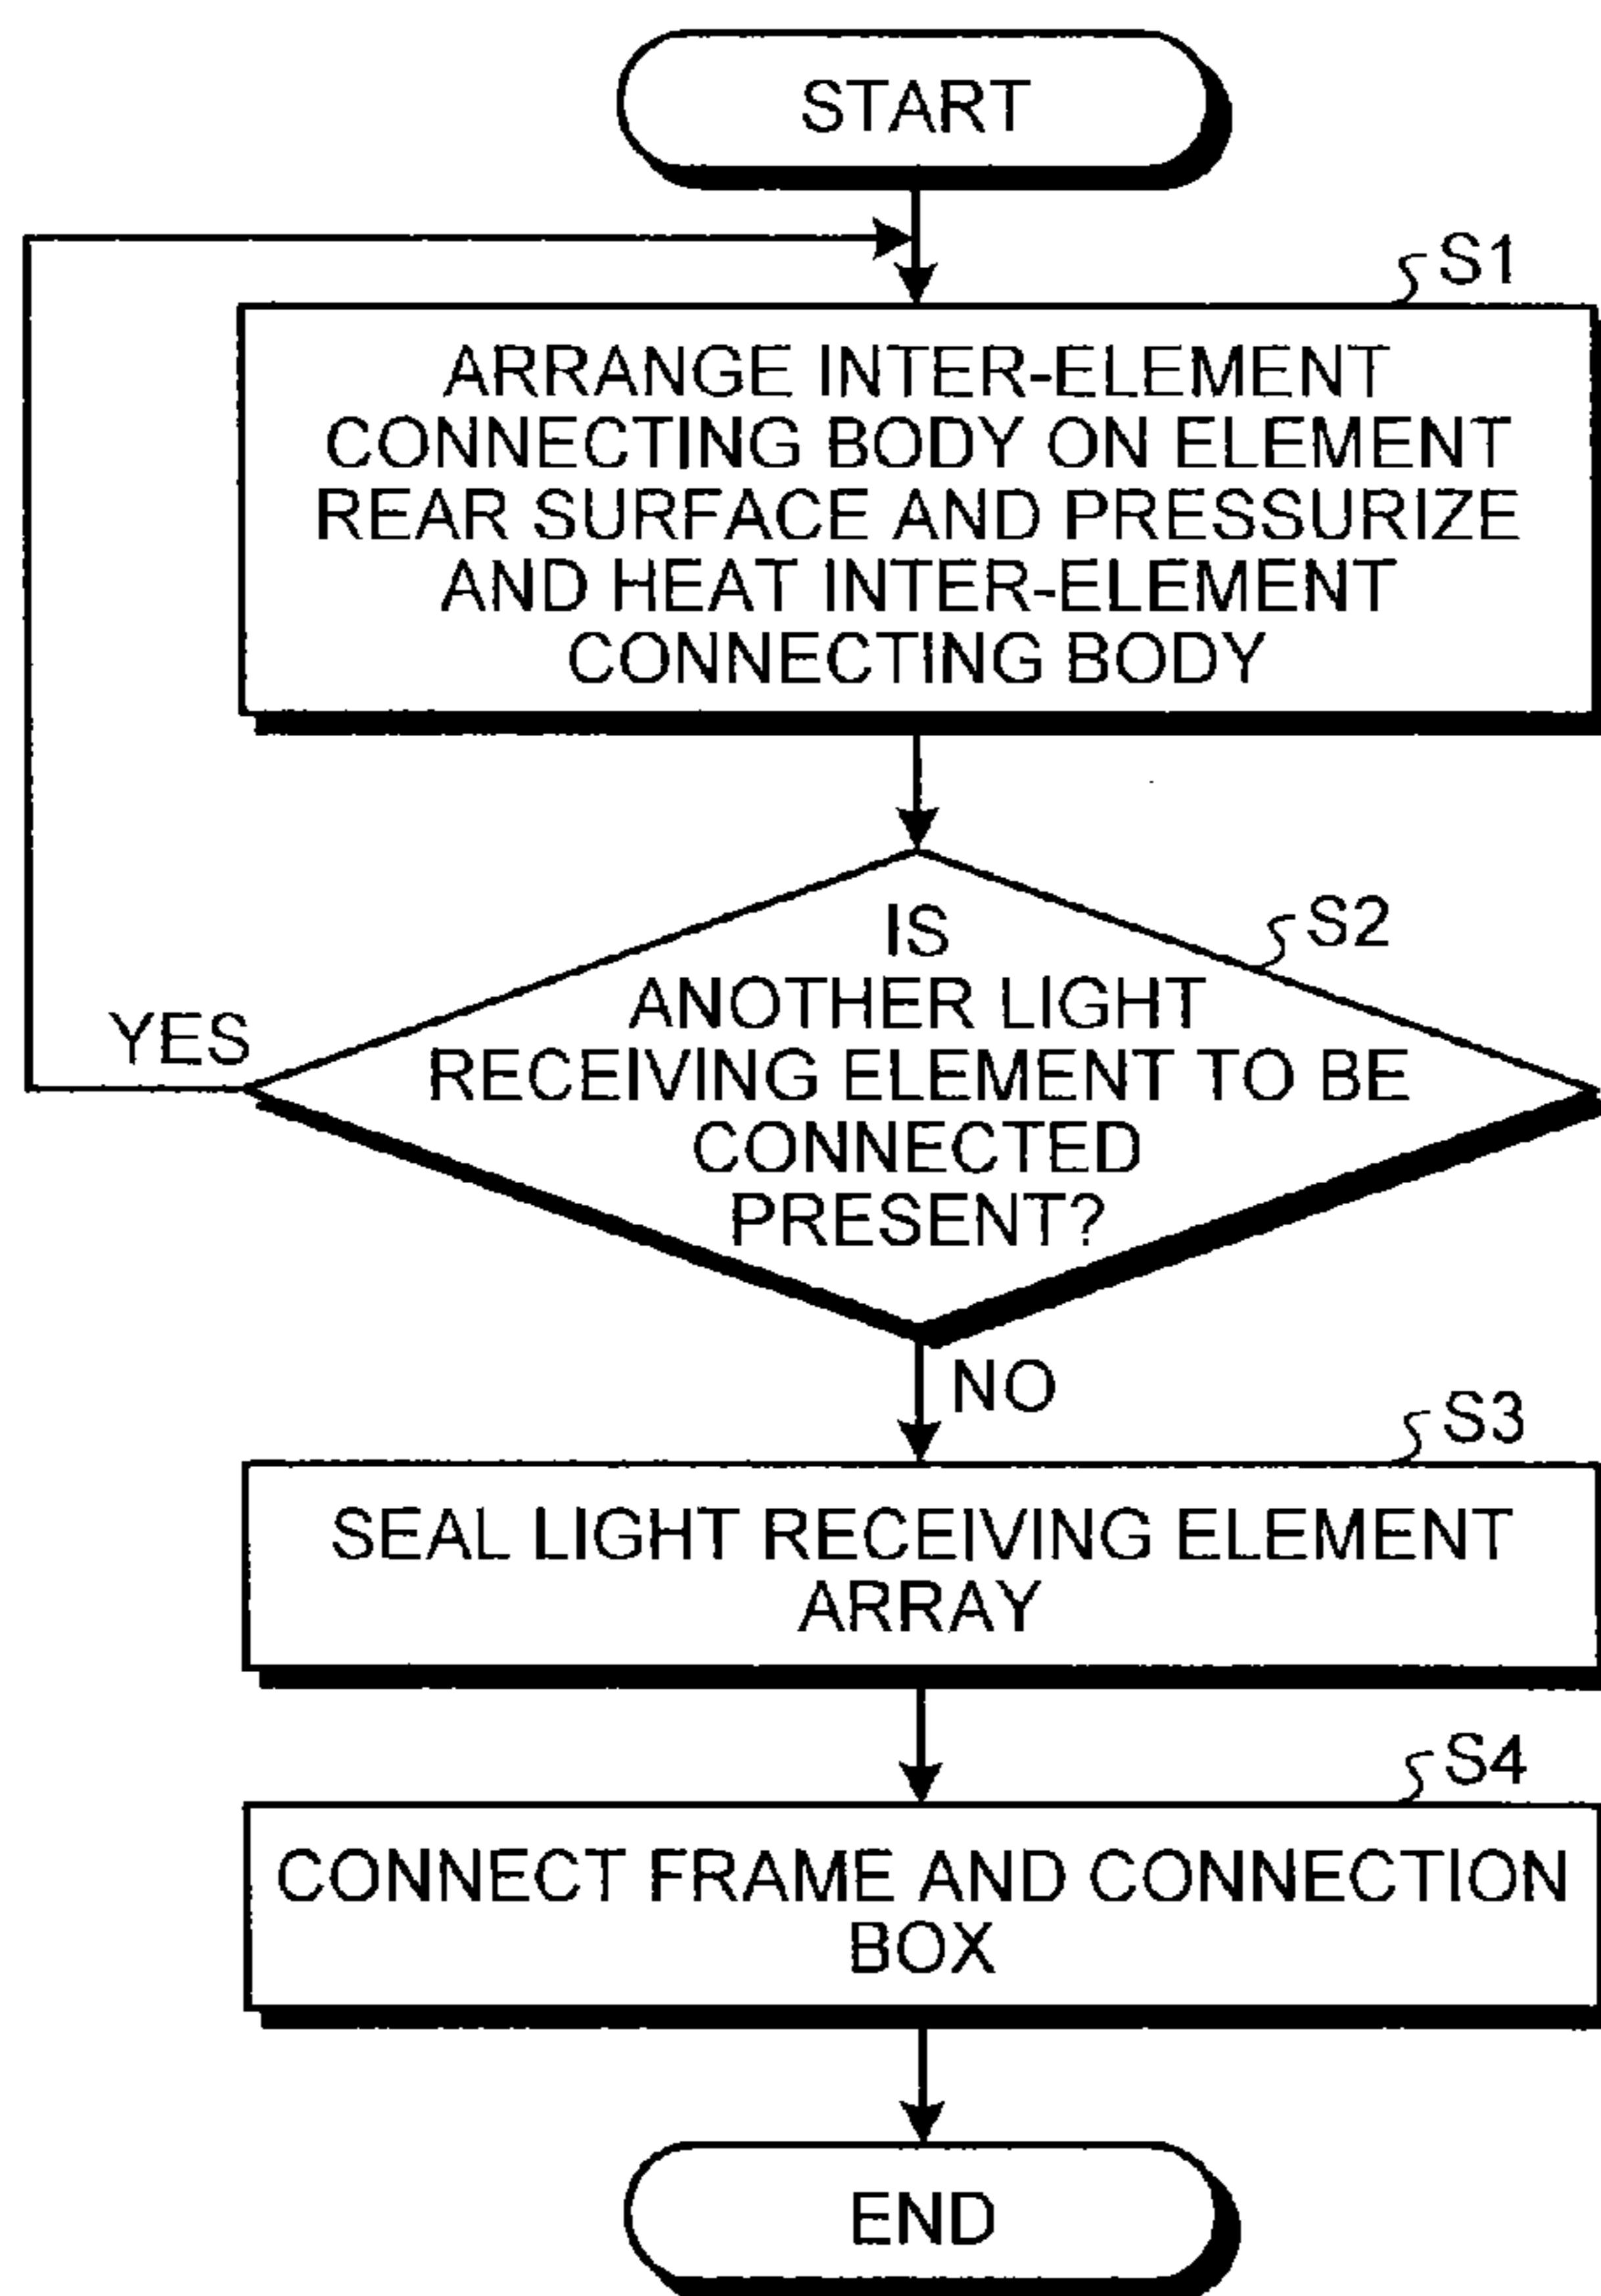 START
S1
ARRANGE INTER-ELEMENT
CONNECTING BODY ON ELEMENT
REAR SURFACE AND PRESSURIZE
AND HEAT INTER-ELEMENT
CONNECTING BODY
S2
IS
ANOTHER LIGHT
RECEIVING ELEMENT TO BE
CONNECTED
PRESENT?
YES
NO
S3
SEAL LIGHT RECEIVING ELEMENT
ARRAY
S4
CONNECT FRAME AND CONNECTION
BOX
END